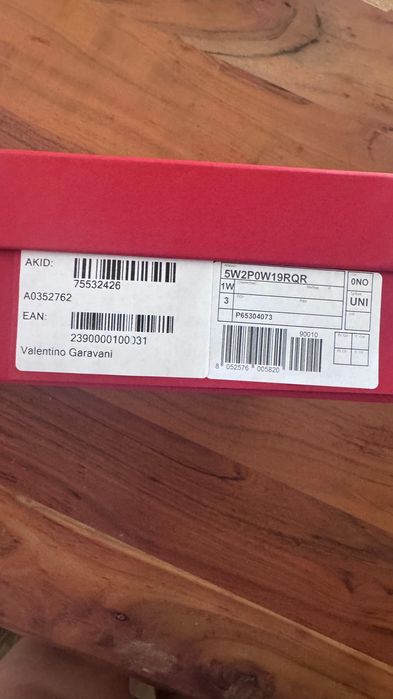 AKID:
75532426
A0352762
EAN:
2390000100031
Valentino Garavani
5W2P0W19RQR
0NO
1W
3
UNI
P65304073
90010
8 052576 005820